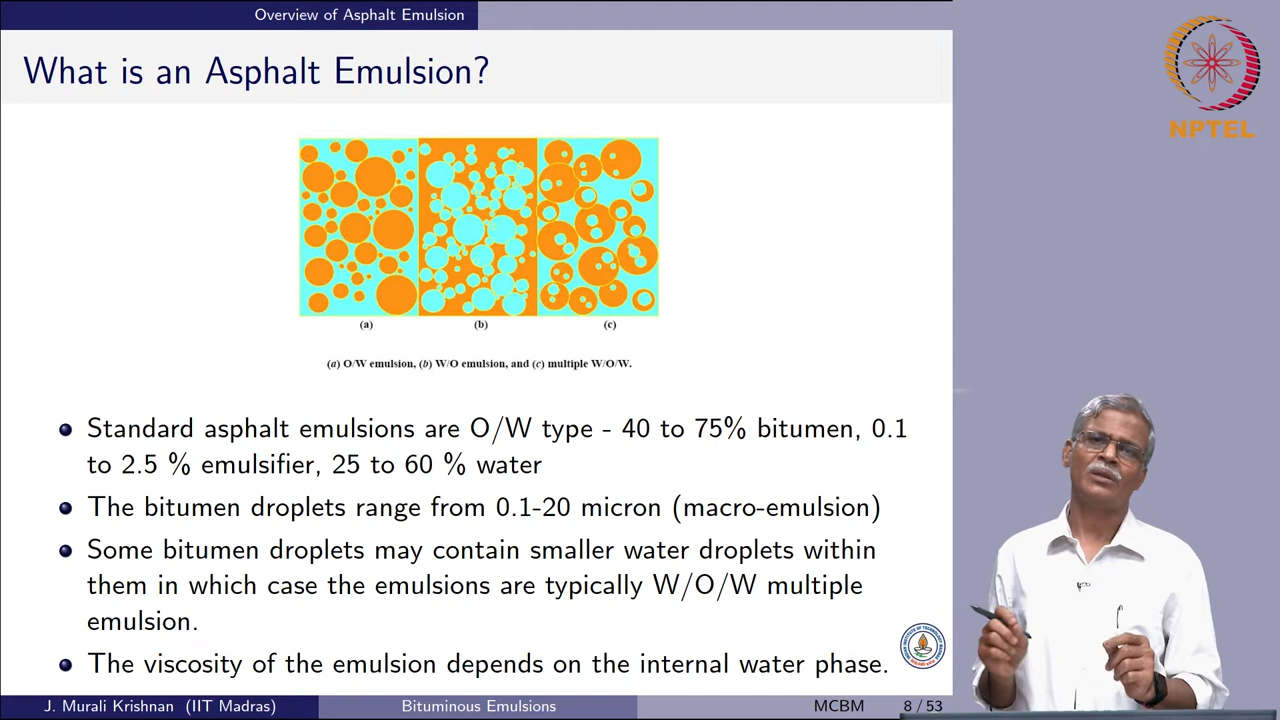 Overview of Asphalt Emulsion
What is an Asphalt Emulsion?
(a) (b) (c)
(a) O/W emulsion, (b) W/O emulsion, and (c) multiple W/O/W.
Standard asphalt emulsions are O/W type - 40 to 75% bitumen, 0.1
to 2.5 % emulsifier, 25 to 60 % water
The bitumen droplets range from 0.1-20 micron (macro-emulsion)
Some bitumen droplets may contain smaller water droplets within
them in which case the emulsions are typically W/O/W multiple
emulsion.
The viscosity of the emulsion depends on the internal water phase.
J. Murali Krishnan (IIT Madras) Bituminous Emulsions MCBM 8 / 53
NPTEL